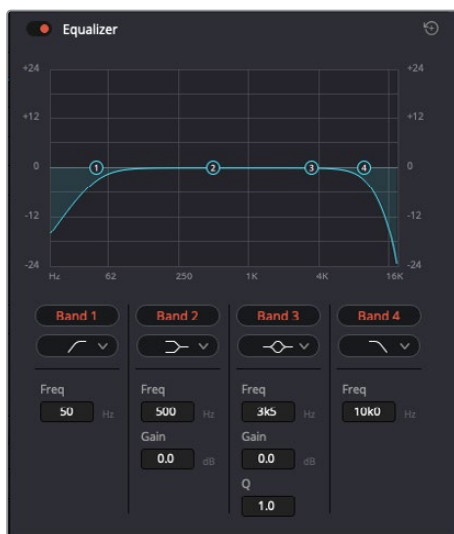 Equalizer
+24 +24
+12 +12
1 2 3 4
0 0
-12 -12
-24 -24
Hz 62 250 1K 4K 16K
Band 1 Band 2 Band 3 Band 4
Freq Freq Freq Freq
50 Hz 500 Hz 3k5 Hz 10k0 Hz
Gain Gain
0.0 dB 0.0 dB
Q
1.0